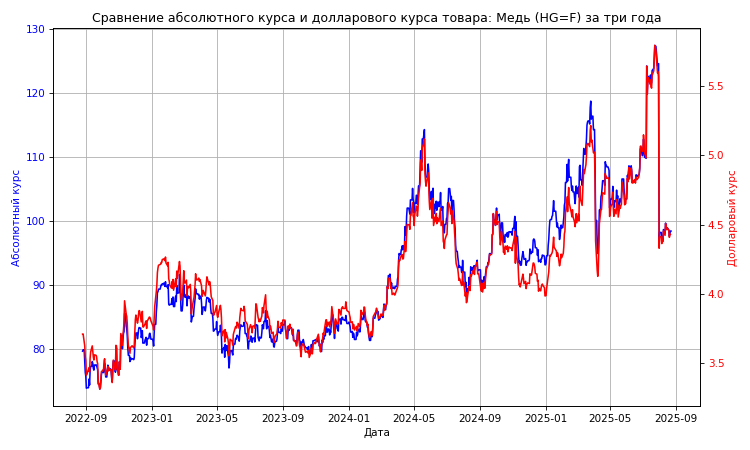 Сравнение абсолютного курса и долларового курса товара: Медь (HG=F) за три года
130
120
110
100
90
80
Абсолютный курс
5.5
5.0
4.5
4.0
3.5
Долларовый курс
2022-09 2023-01 2023-05 2023-09 2024-01 2024-05 2024-09 2025-01 2025-05 2025-09
Дата